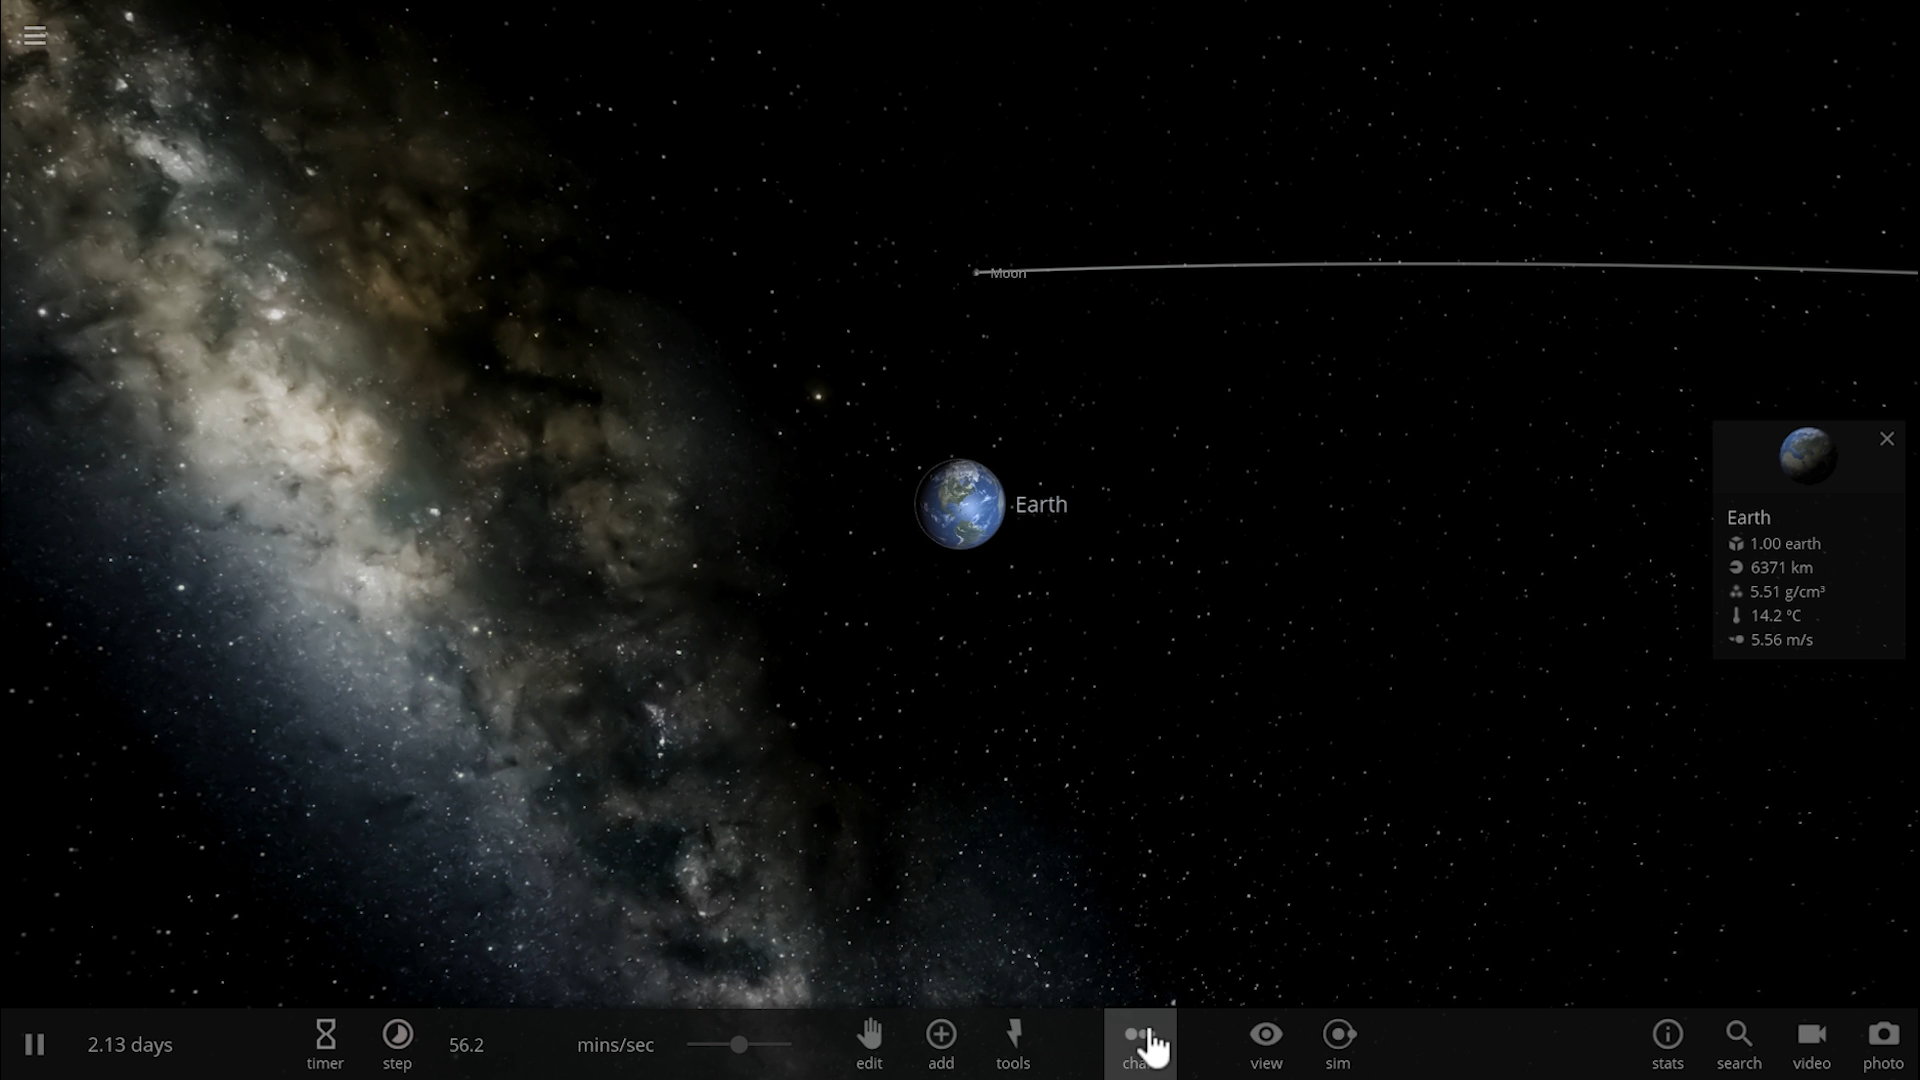 Moon
Earth
Earth
1.00 earth
6371 km
5.51 g/cm³
14.2 °C
5.56 m/s
2.13 days
timer
step
56.2
mins/sec
edit
add
tools
view
sim
stats
search
video
photo